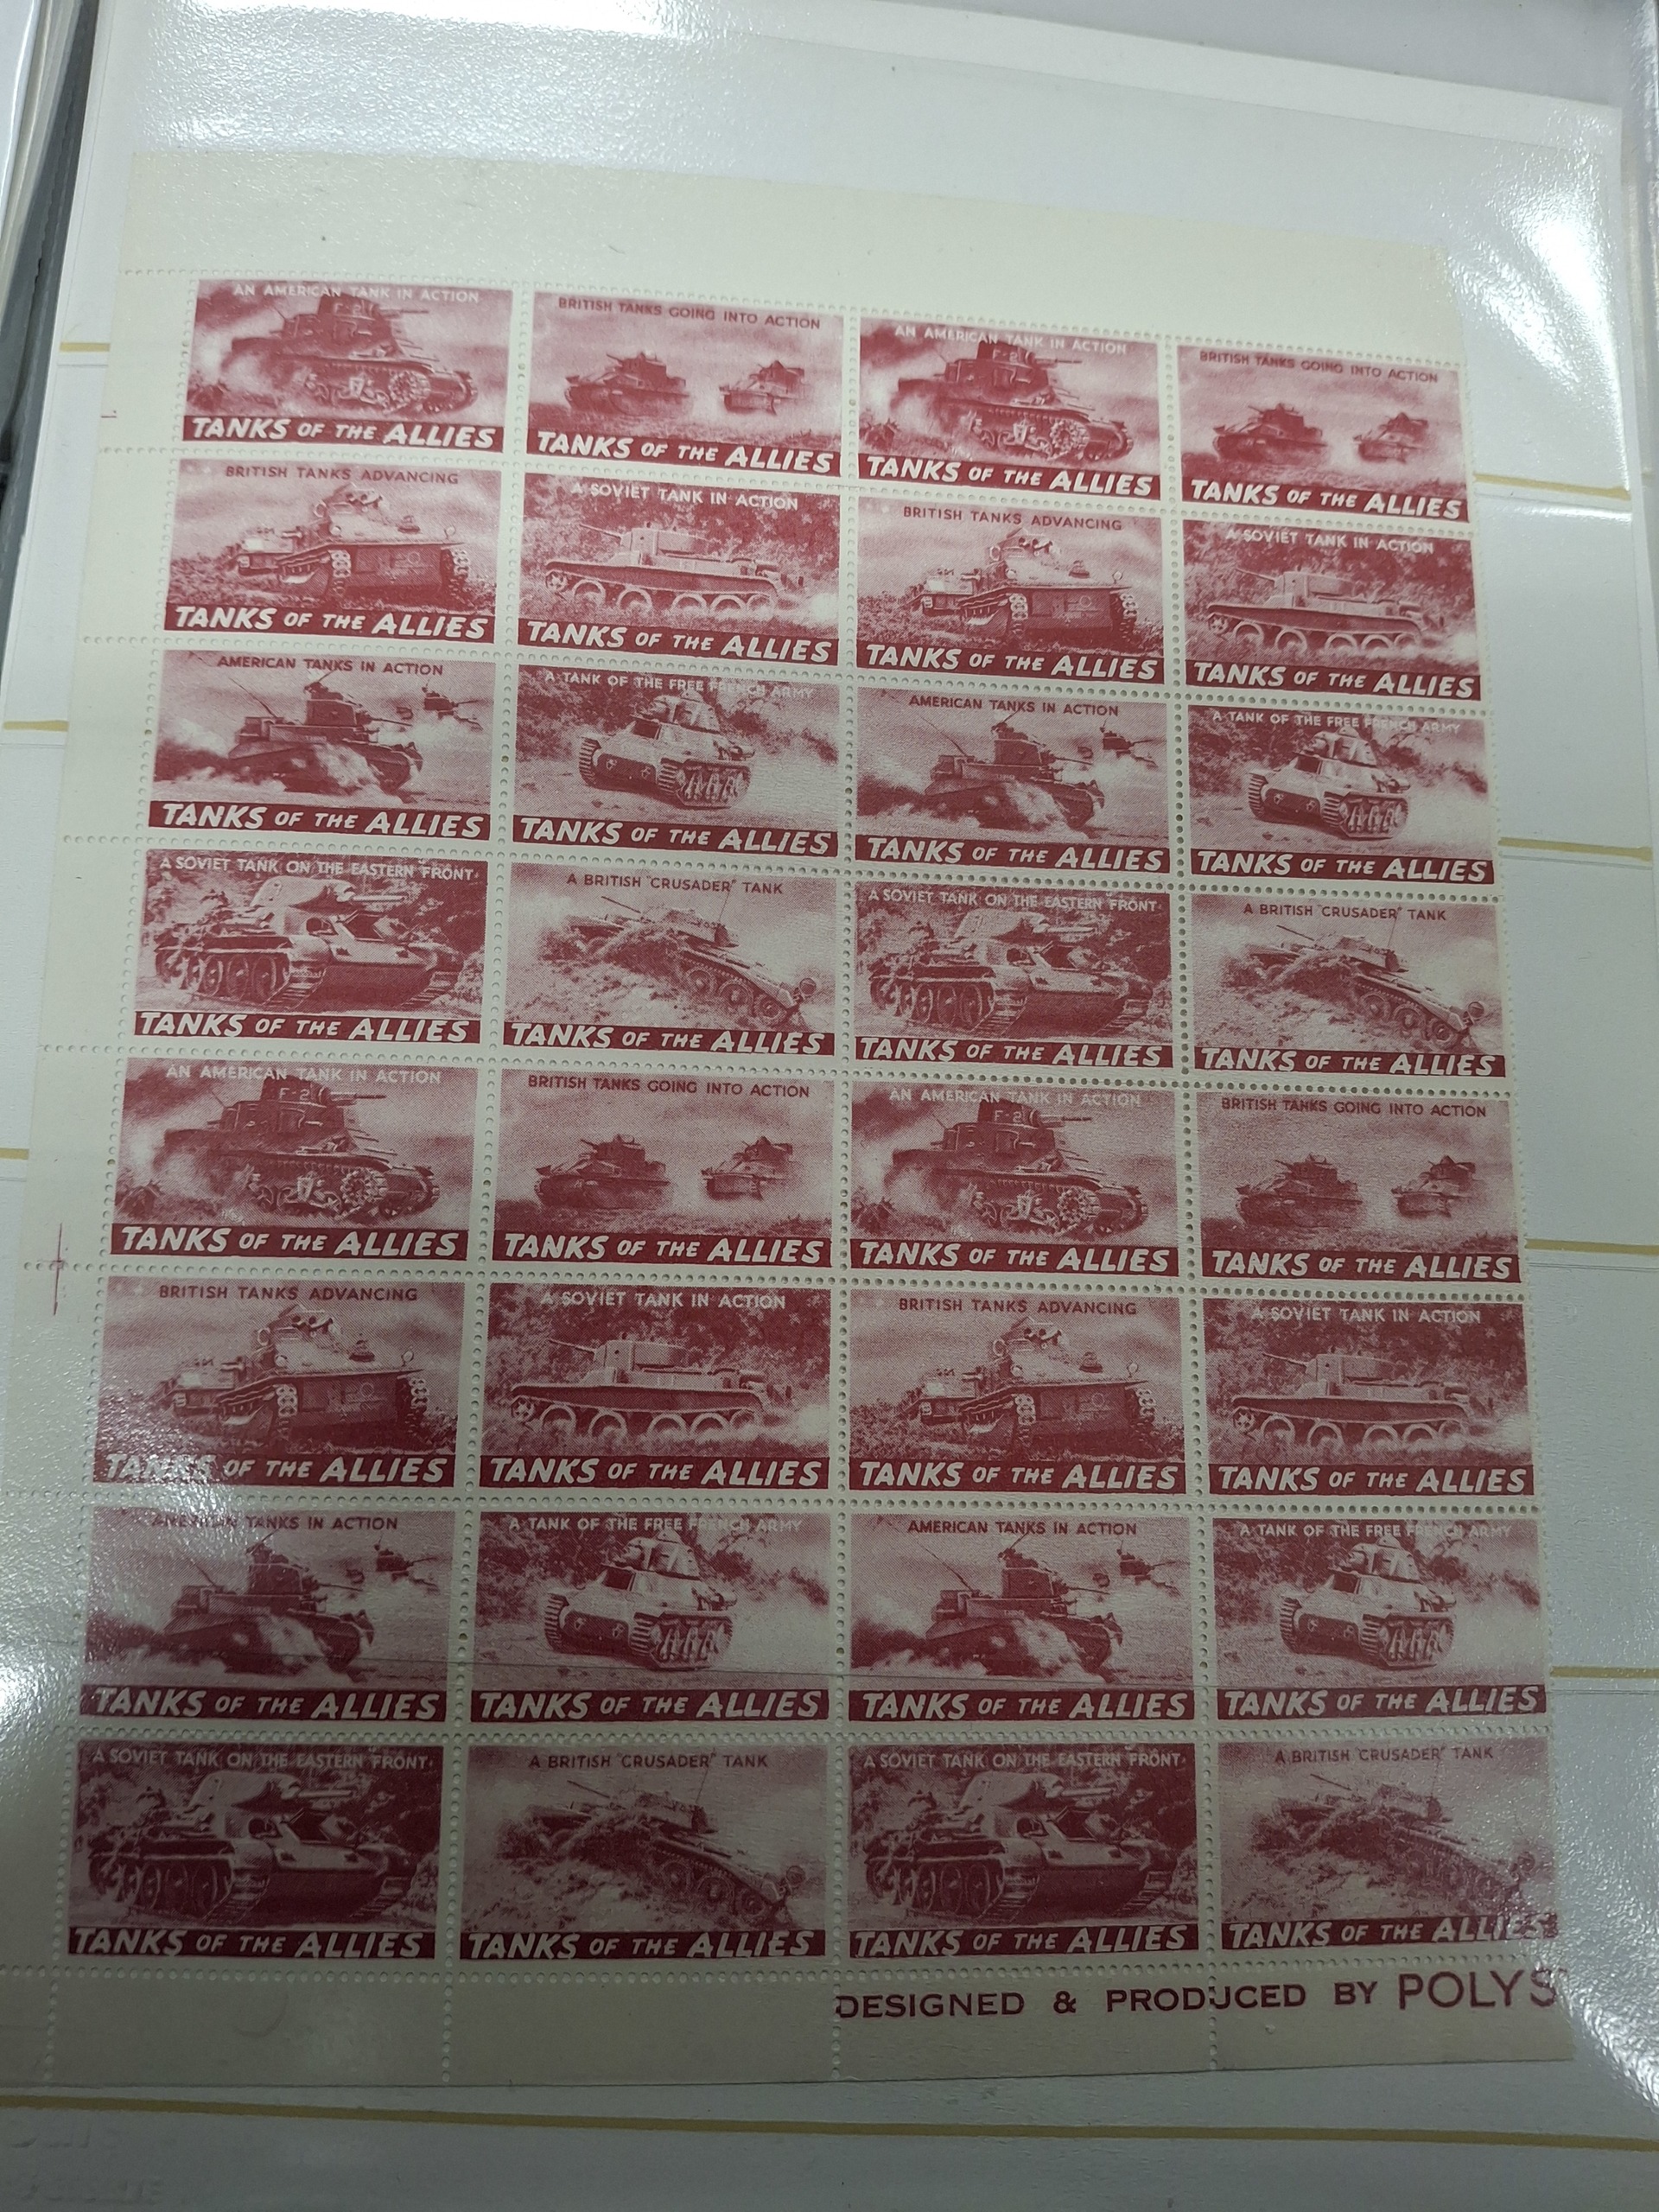 AN AMERICAN TANK IN ACTION
TANKS OF THE ALLIES
BRITISH TANKS GOING INTO ACTION
TANKS OF THE ALLIES
AN AMERICAN TANK IN ACTION
F-2
TANKS OF THE ALLIES
BRITISH TANKS GOING INTO ACTION
TANKS OF THE ALLIES
BRITISH TANKS ADVANCING
TANKS OF THE ALLIES
A SOVIET TANK IN ACTION
TANKS OF THE ALLIES
BRITISH TANKS ADVANCING
TANKS OF THE ALLIES
A SOVIET TANK IN ACTION
TANKS OF THE ALLIES
AMERICAN TANKS IN ACTION
TANKS OF THE ALLIES
A TANK OF THE FREE FRENCH ARMY
TANKS OF THE ALLIES
AMERICAN TANKS IN ACTION
TANKS OF THE ALLIES
A TANK OF THE FREE FRENCH ARMY
TANKS OF THE ALLIES
A SOVIET TANK ON THE EASTERN FRONT
TANKS OF THE ALLIES
A BRITISH "CRUSADER" TANK
TANKS OF THE ALLIES
A SOVIET TANK ON THE EASTERN FRONT
TANKS OF THE ALLIES
A BRITISH "CRUSADER" TANK
TANKS OF THE ALLIES
AN AMERICAN TANK IN ACTION
F-2
TANKS OF THE ALLIES
BRITISH TANKS GOING INTO ACTION
TANKS OF THE ALLIES
AN AMERICAN TANK IN ACTION
F-2
TANKS OF THE ALLIES
BRITISH TANKS GOING INTO ACTION
TANKS OF THE ALLIES
BRITISH TANKS ADVANCING
TANKS OF THE ALLIES
A SOVIET TANK IN ACTION
TANKS OF THE ALLIES
BRITISH TANKS ADVANCING
TANKS OF THE ALLIES
A SOVIET TANK IN ACTION
TANKS OF THE ALLIES
AMERICAN TANKS IN ACTION
TANKS OF THE ALLIES
A TANK OF THE FREE FRENCH ARMY
TANKS OF THE ALLIES
AMERICAN TANKS IN ACTION
TANKS OF THE ALLIES
A TANK OF THE FREE FRENCH ARMY
TANKS OF THE ALLIES
A SOVIET TANK ON THE EASTERN FRONT
TANKS OF THE ALLIES
A BRITISH "CRUSADER" TANK
TANKS OF THE ALLIES
A SOVIET TANK ON THE EASTERN FRONT
TANKS OF THE ALLIES
A BRITISH "CRUSADER" TANK
TANKS OF THE ALLIES
DESIGNED & PRODUCED BY POLYS